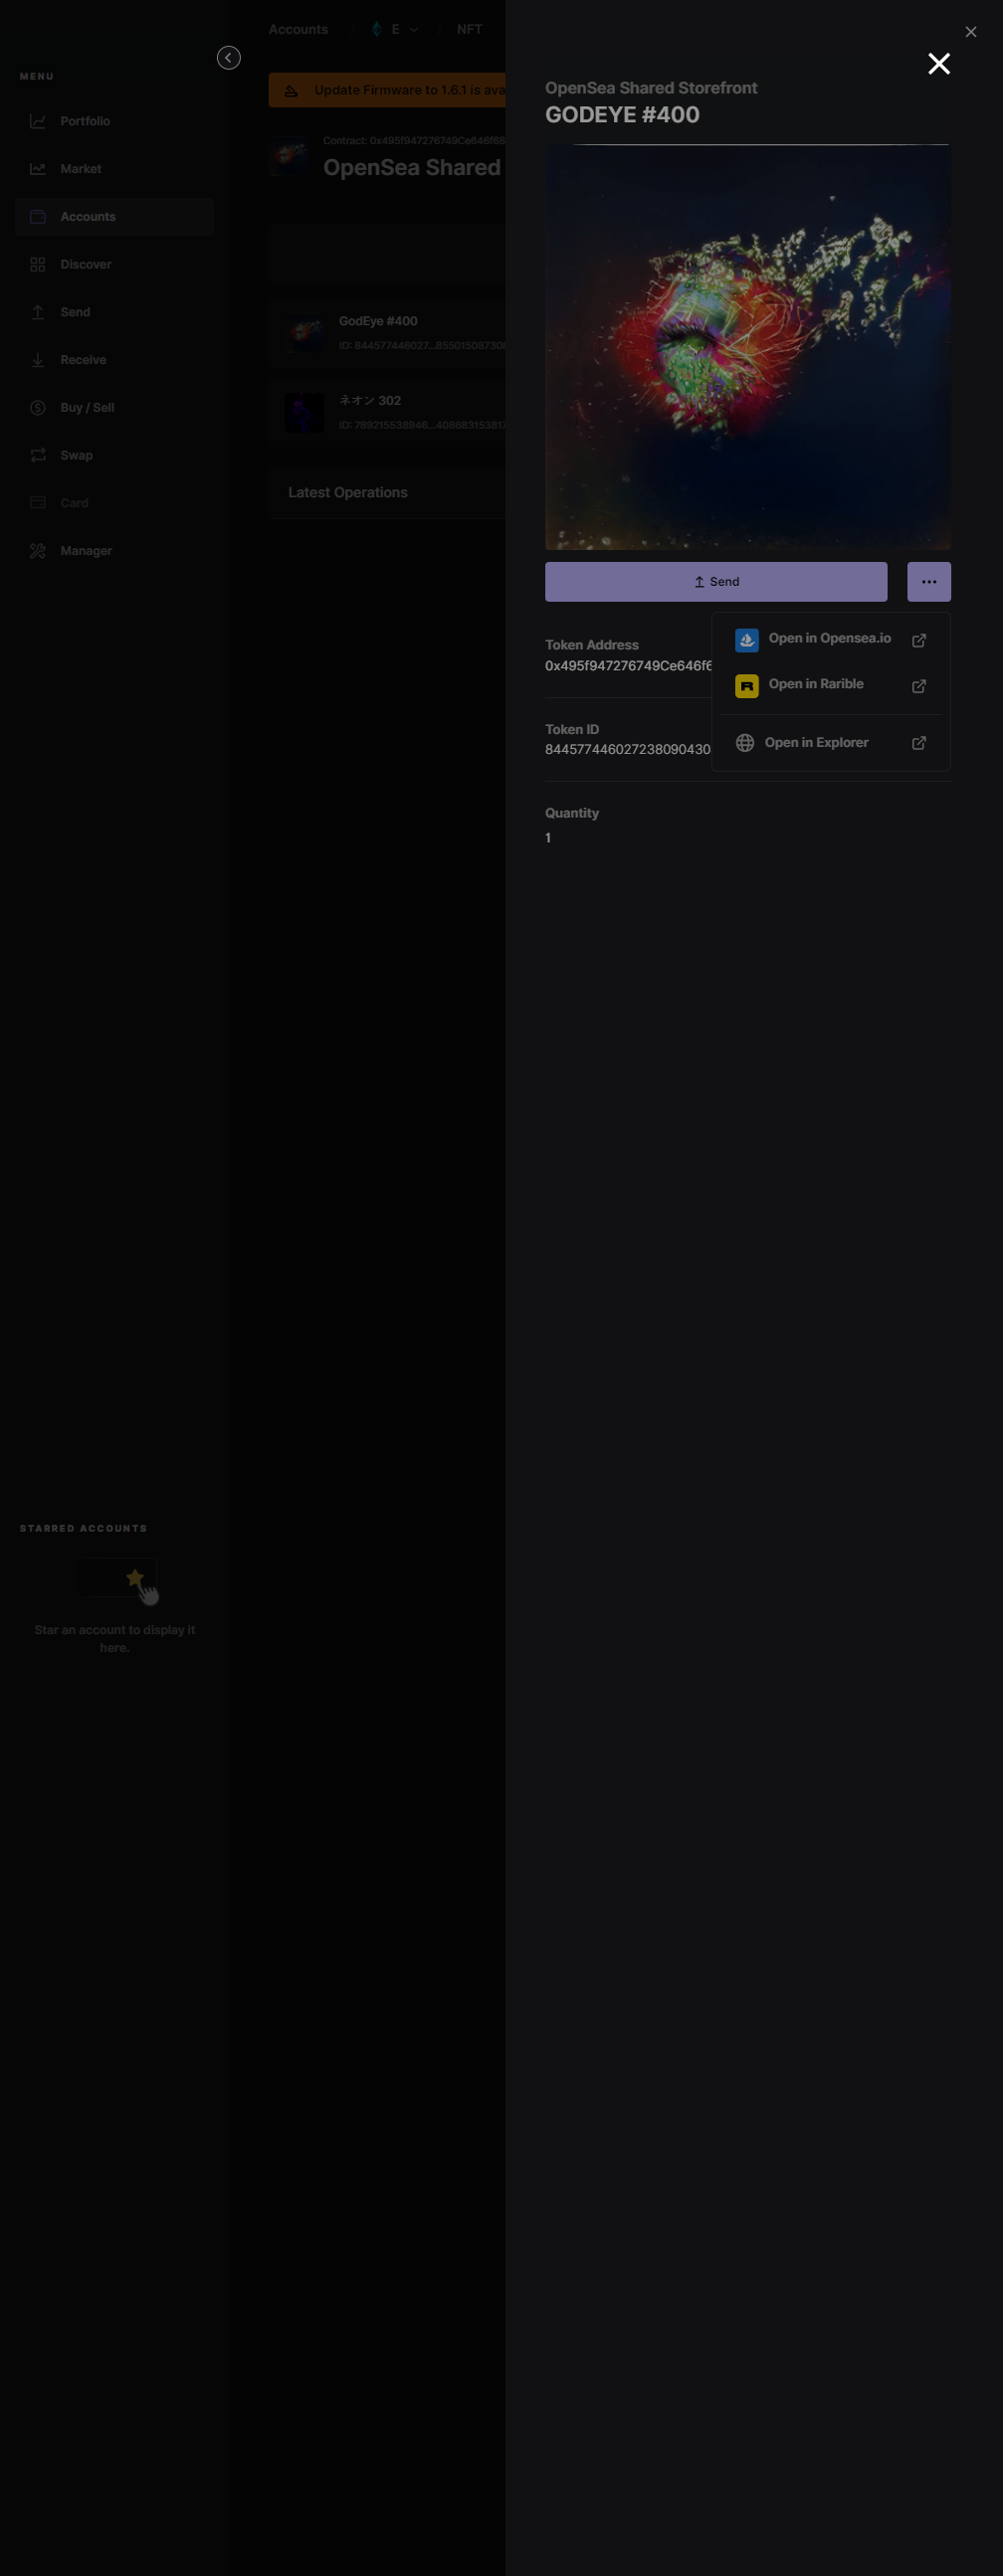 MENU
Portfolio
Market
Accounts
Discover
Send
Receive
Buy / Sell
Swap
Card
Manager
STARRED ACCOUNTS
Star an account to display it
here.
Accounts / E / NFT
Update Firmware to 1.6.1 is ava
Contract: 0x495f947276749Ce646f68
OpenSea Shared
GodEye #400
ID: 844577446027...855015087308
ネオン 302
ID: 789215538946...40868315381
Latest Operations
OpenSea Shared Storefront
GODEYE #400
Send
Open in Opensea.io
Open in Rarible
Open in Explorer
Token Address
0x495f947276749Ce646f6
Token ID
844577446027238090430
Quantity
1